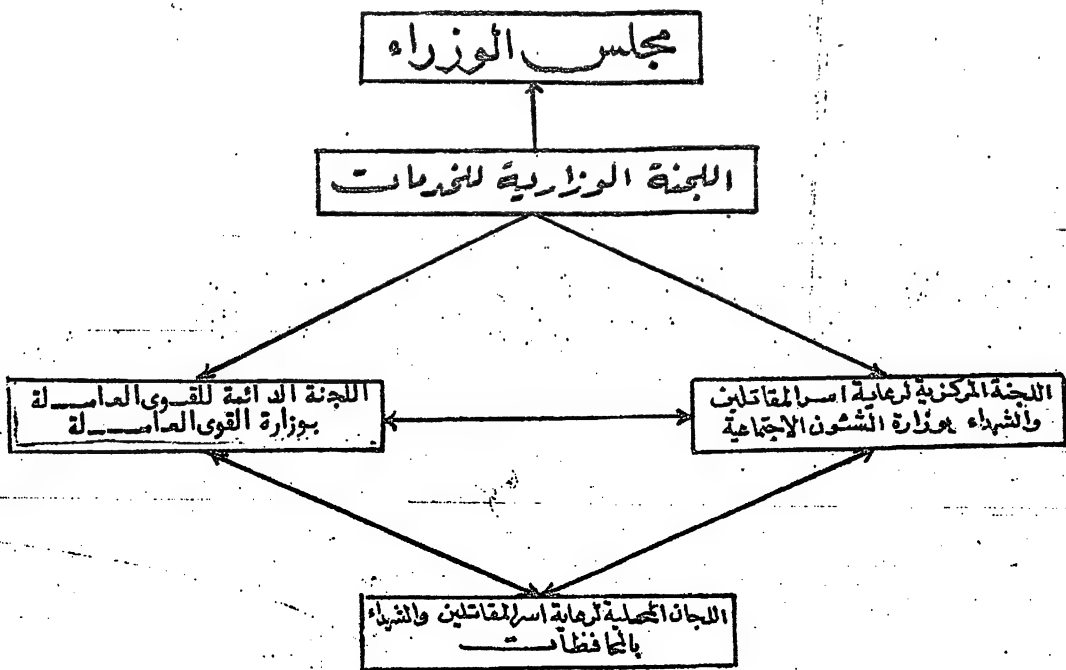 مجلس الوزراء
اللجنة الوزارية للخدمات
اللجنة المركزية لرعاية اسر المقاتلين
والشهداء بوزارة الشئون الاجتماعية
اللجنة الدائمة للقوى العاملة
بوزارة القوى العاملة
اللجان المحلية لرعاية اسر المقاتلين والشهداء
بالمحافظات